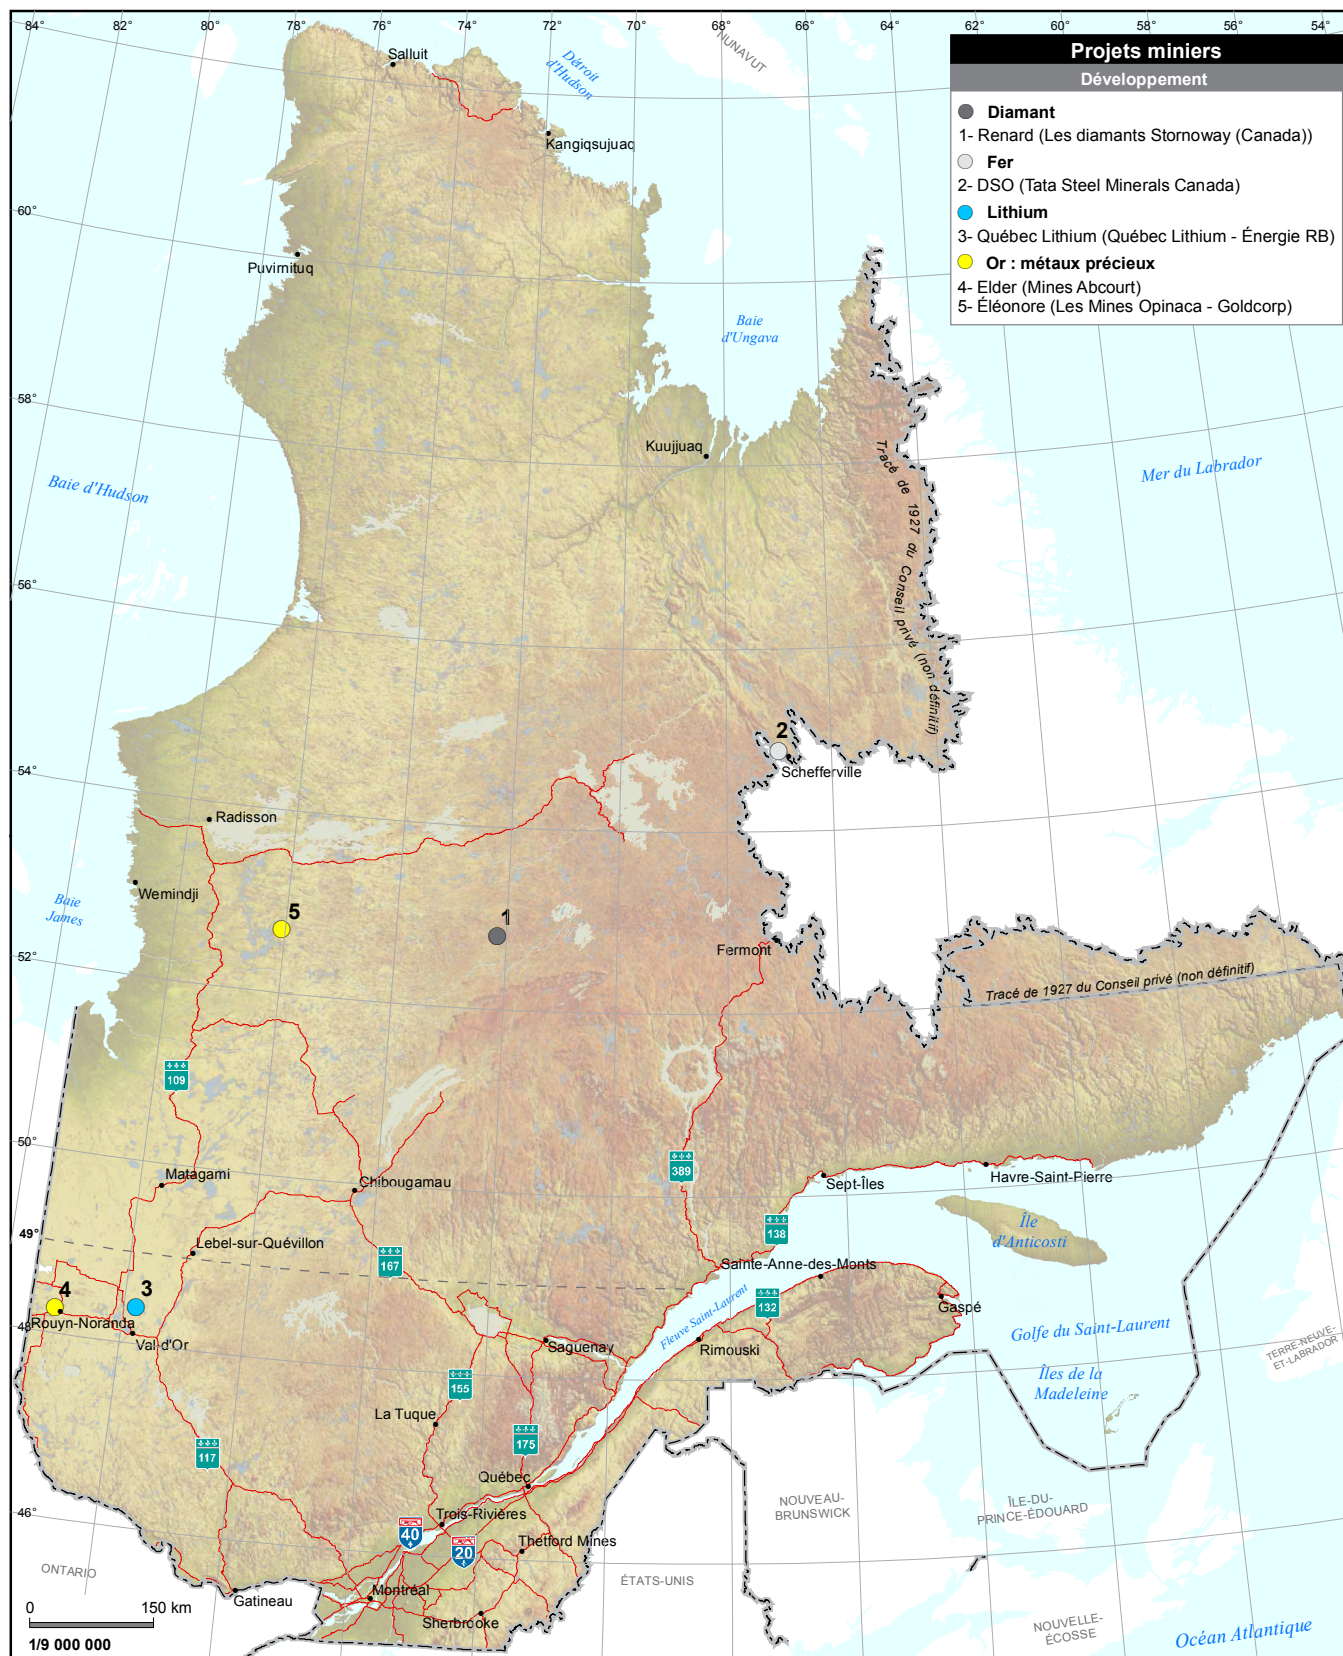 84°
82°
80°
78°
76°
74°
72°
70°
68°
66°
64°
62°
60°
58°
56°
54°
Projets miniers
Développement
Diamant
1- Renard (Les diamants Stornoway (Canada))
Fer
2- DSO (Tata Steel Minerals Canada)
Lithium
3- Québec Lithium (Québec Lithium - Énergie RB)
Or : métaux précieux
4- Elder (Mines Abcourt)
5- Éléonore (Les Mines Opinaca - Goldcorp)
NUNAVUT
Salluit
Détroit
d'Hudson
Kangiqsujuaq
60°
Puvirnituq
Baie
d'Ungava
58°
Kuujjuaq
Baie d'Hudson
Mer du Labrador
Tracé de 1927 du Conseil privé (non définitif)
56°
2
Schefferville
54°
Radisson
Wemindji
Baie
James
5
1
Fermont
52°
Tracé de 1927 du Conseil privé (non définitif)
109
50°
Matagami
Chibougamau
389
Sept-Îles
Havre-Saint-Pierre
49°
Lebel-sur-Quévillon
167
138
Île
d'Anticosti
Sainte-Anne-des-Monts
4
3
132
Gaspé
48°
Rouyn-Noranda
Val-d'Or
Fleuve Saint-Laurent
Saguenay
Rimouski
Golfe du Saint-Laurent
TERRE-NEUVE-
ET-LABRADOR
Îles de la
Madeleine
155
La Tuque
175
117
Québec
46°
Trois-Rivières
NOUVEAU-
BRUNSWICK
ÎLE-DU-
PRINCE-ÉDOUARD
40
20
Thetford Mines
ONTARIO
ÉTATS-UNIS
Gatineau
Montréal
Sherbrooke
NOUVELLE-
ÉCOSSE
Océan Atlantique
0 150 km
1/9 000 000